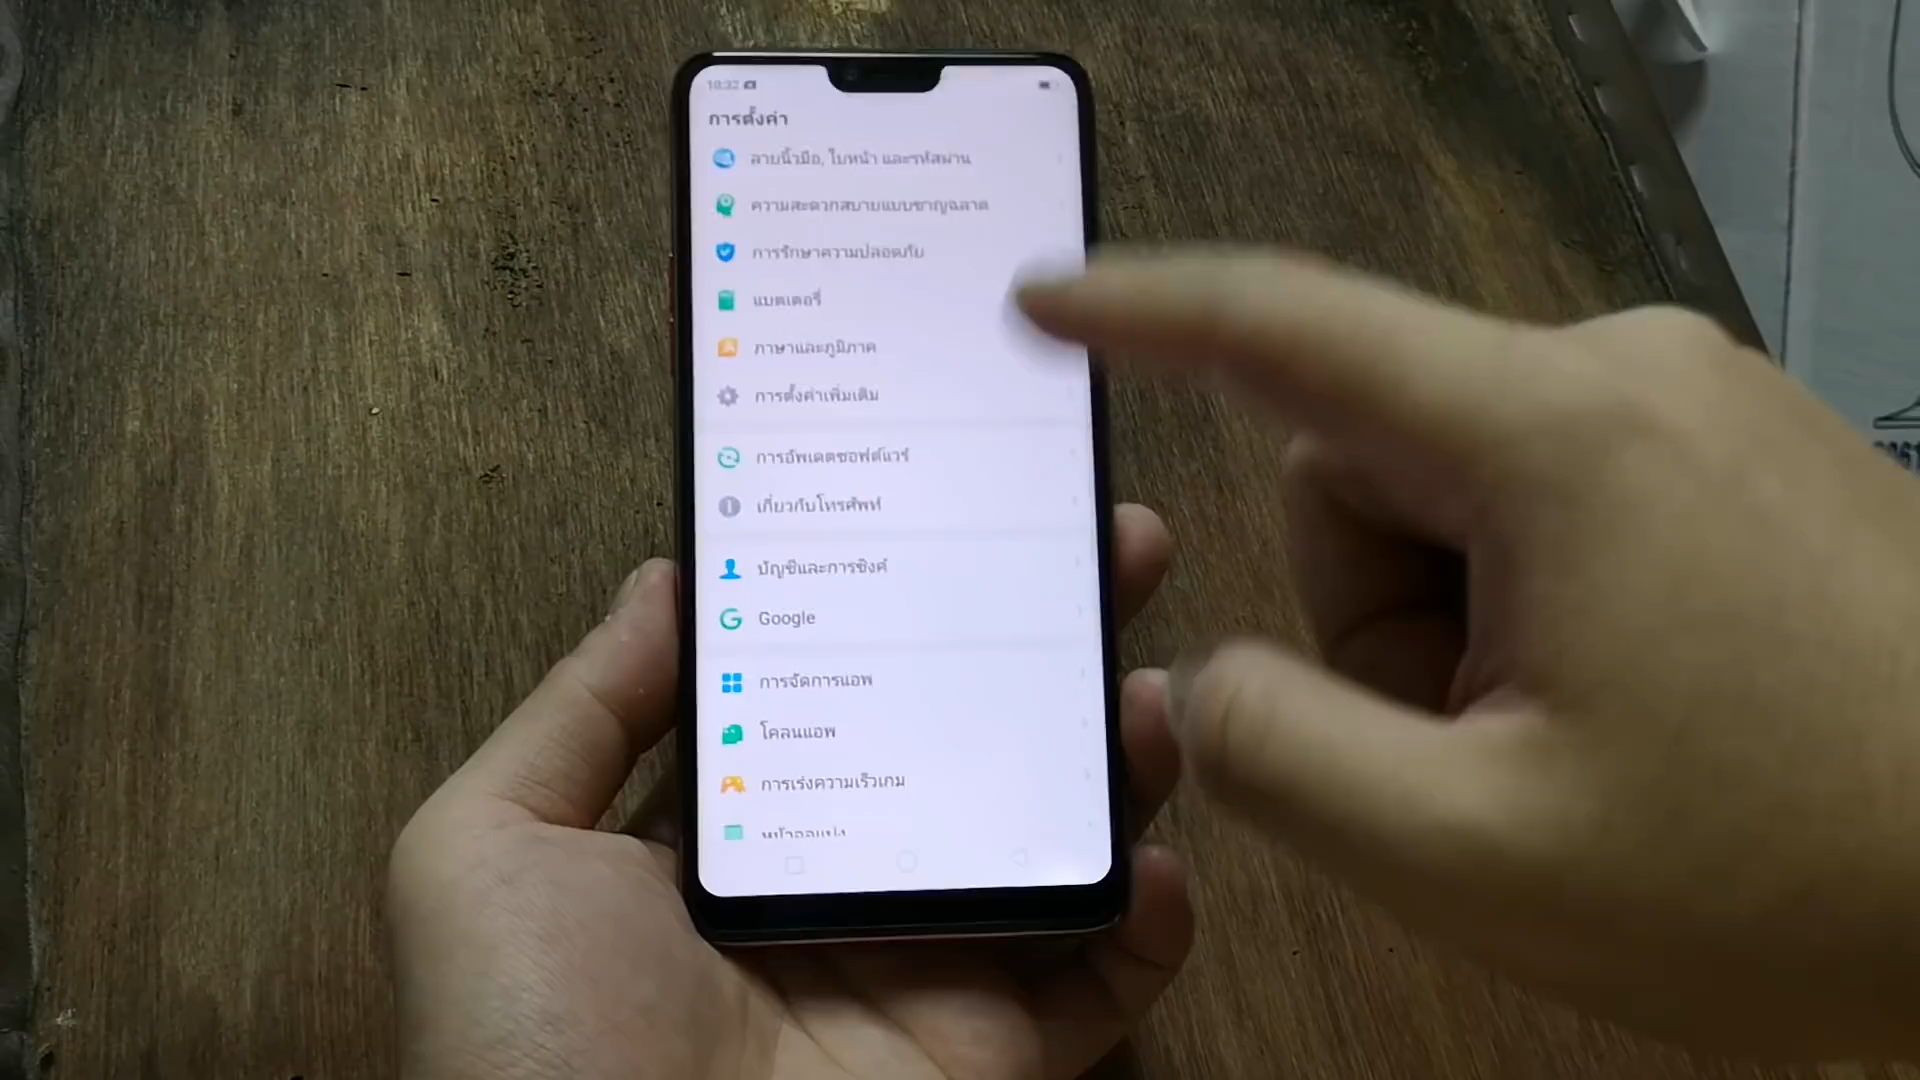 10:32
การตั้งค่า
ลายนิ้วมือ, ใบหน้า และรหัสผ่าน
ความสะดวกสบายแบบชาญฉลาด
การรักษาความปลอดภัย
แบตเตอรี่
ภาษาและภูมิภาค
การตั้งค่าเพิ่มเติม
การอัพเดตซอฟต์แวร์
เกี่ยวกับโทรศัพท์
บัญชีและการซิงค์
Google
การจัดการแอพ
โคลนแอพ
การเร่งความเร็วเกม